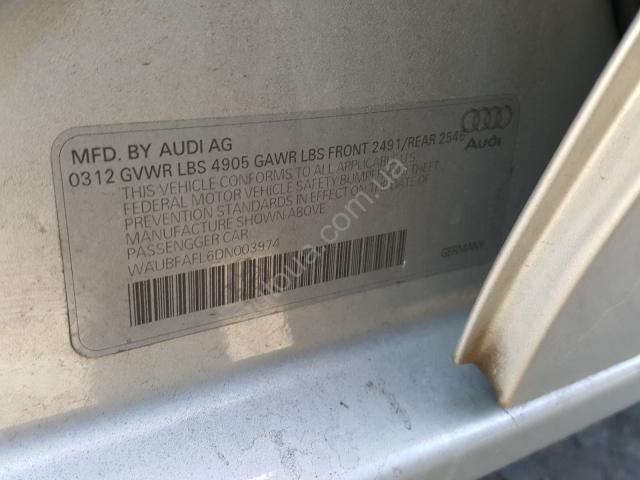 MFD. BY AUDI AG
0312 GVWR LBS 4905 GAWR LBS FRONT 2491/REAR 2546
THIS VEHICLE CONFORMS TO ALL APPLICABLE U.S.
FEDERAL MOTOR VEHICLE SAFETY BUMPER AND THEFT
PREVENTION STANDARDS IN EFFECT ON THE DATE OF
MANUFACTURE SHOWN ABOVE
PASSENGGER CAR
WAUBFAFL6DN003974
Audi
GERMANY